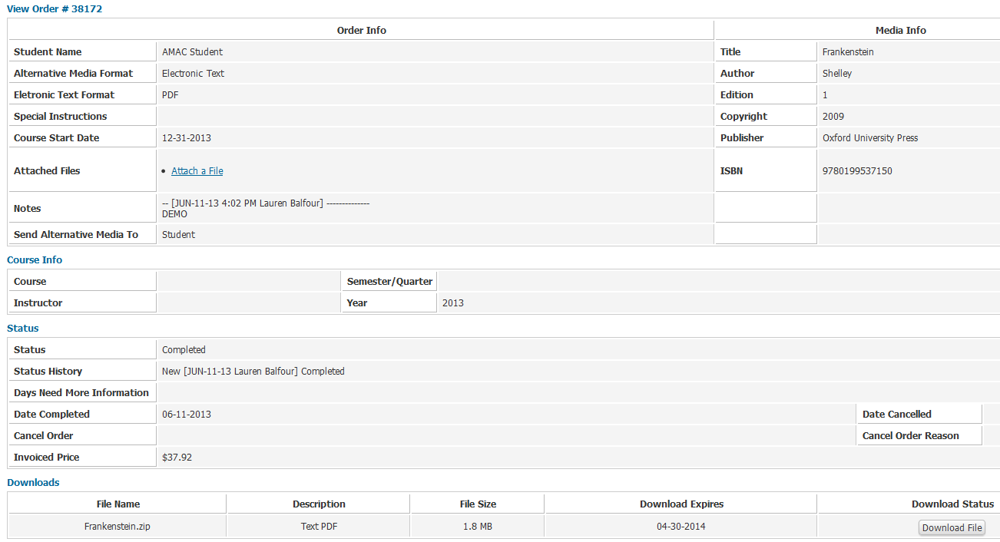 View Order # 38172
Order Info Media Info
Student Name AMAC Student Title Frankenstein
Alternative Media Format Electronic Text Author Shelley
Eletronic Text Format PDF Edition 1
Special Instructions Copyright 2009
Course Start Date 12-31-2013 Publisher Oxford University Press
Attached Files • Attach a File ISBN 9780199537150
Notes -- [JUN-11-13 4:02 PM Lauren Balfour] --------------
DEMO
Send Alternative Media To Student
Course Info
Course Semester/Quarter
Instructor Year 2013
Status
Status Completed
Status History New [JUN-11-13 Lauren Balfour] Completed
Days Need More Information
Date Completed 06-11-2013 Date Cancelled
Cancel Order Cancel Order Reason
Invoiced Price $37.92
Downloads
File Name Description File Size Download Expires Download Status
Frankenstein.zip Text PDF 1.8 MB 04-30-2014 Download File